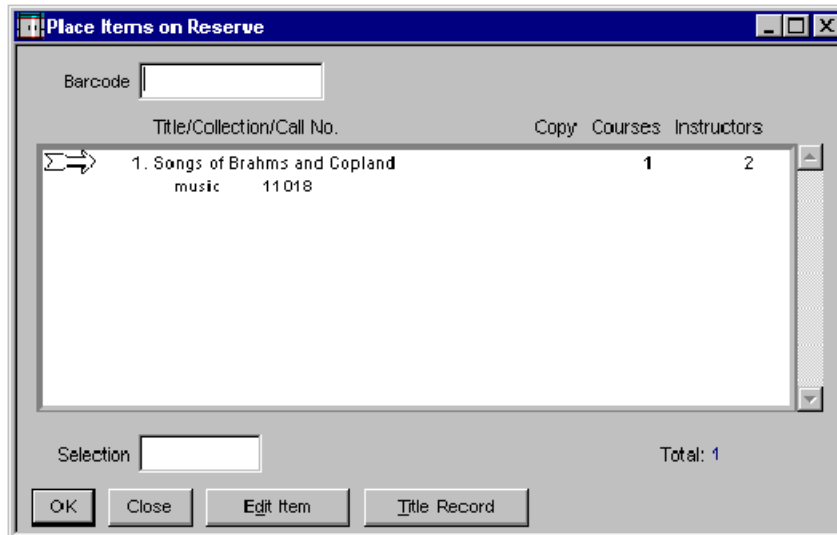 Place Items on Reserve
Barcode
Title/Collection/Call No. Copy Courses Instructors
1. Songs of Brahms and Copland 1 2
music 11018
Selection Total: 1
OK Close Edit Item Title Record